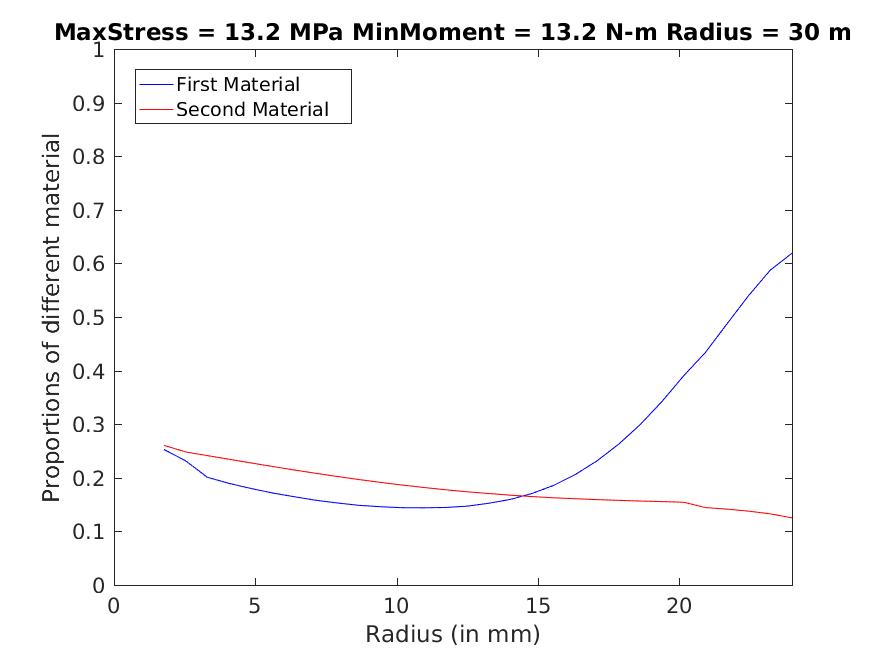 MaxStress = 13.2 MPa MinMoment = 13.2 N-m Radius = 30 m
First Material
Second Material
1
0.9
0.8
0.7
0.6
0.5
0.4
0.3
0.2
0.1
0
Proportions of different material
0 5 10 15 20
Radius (in mm)